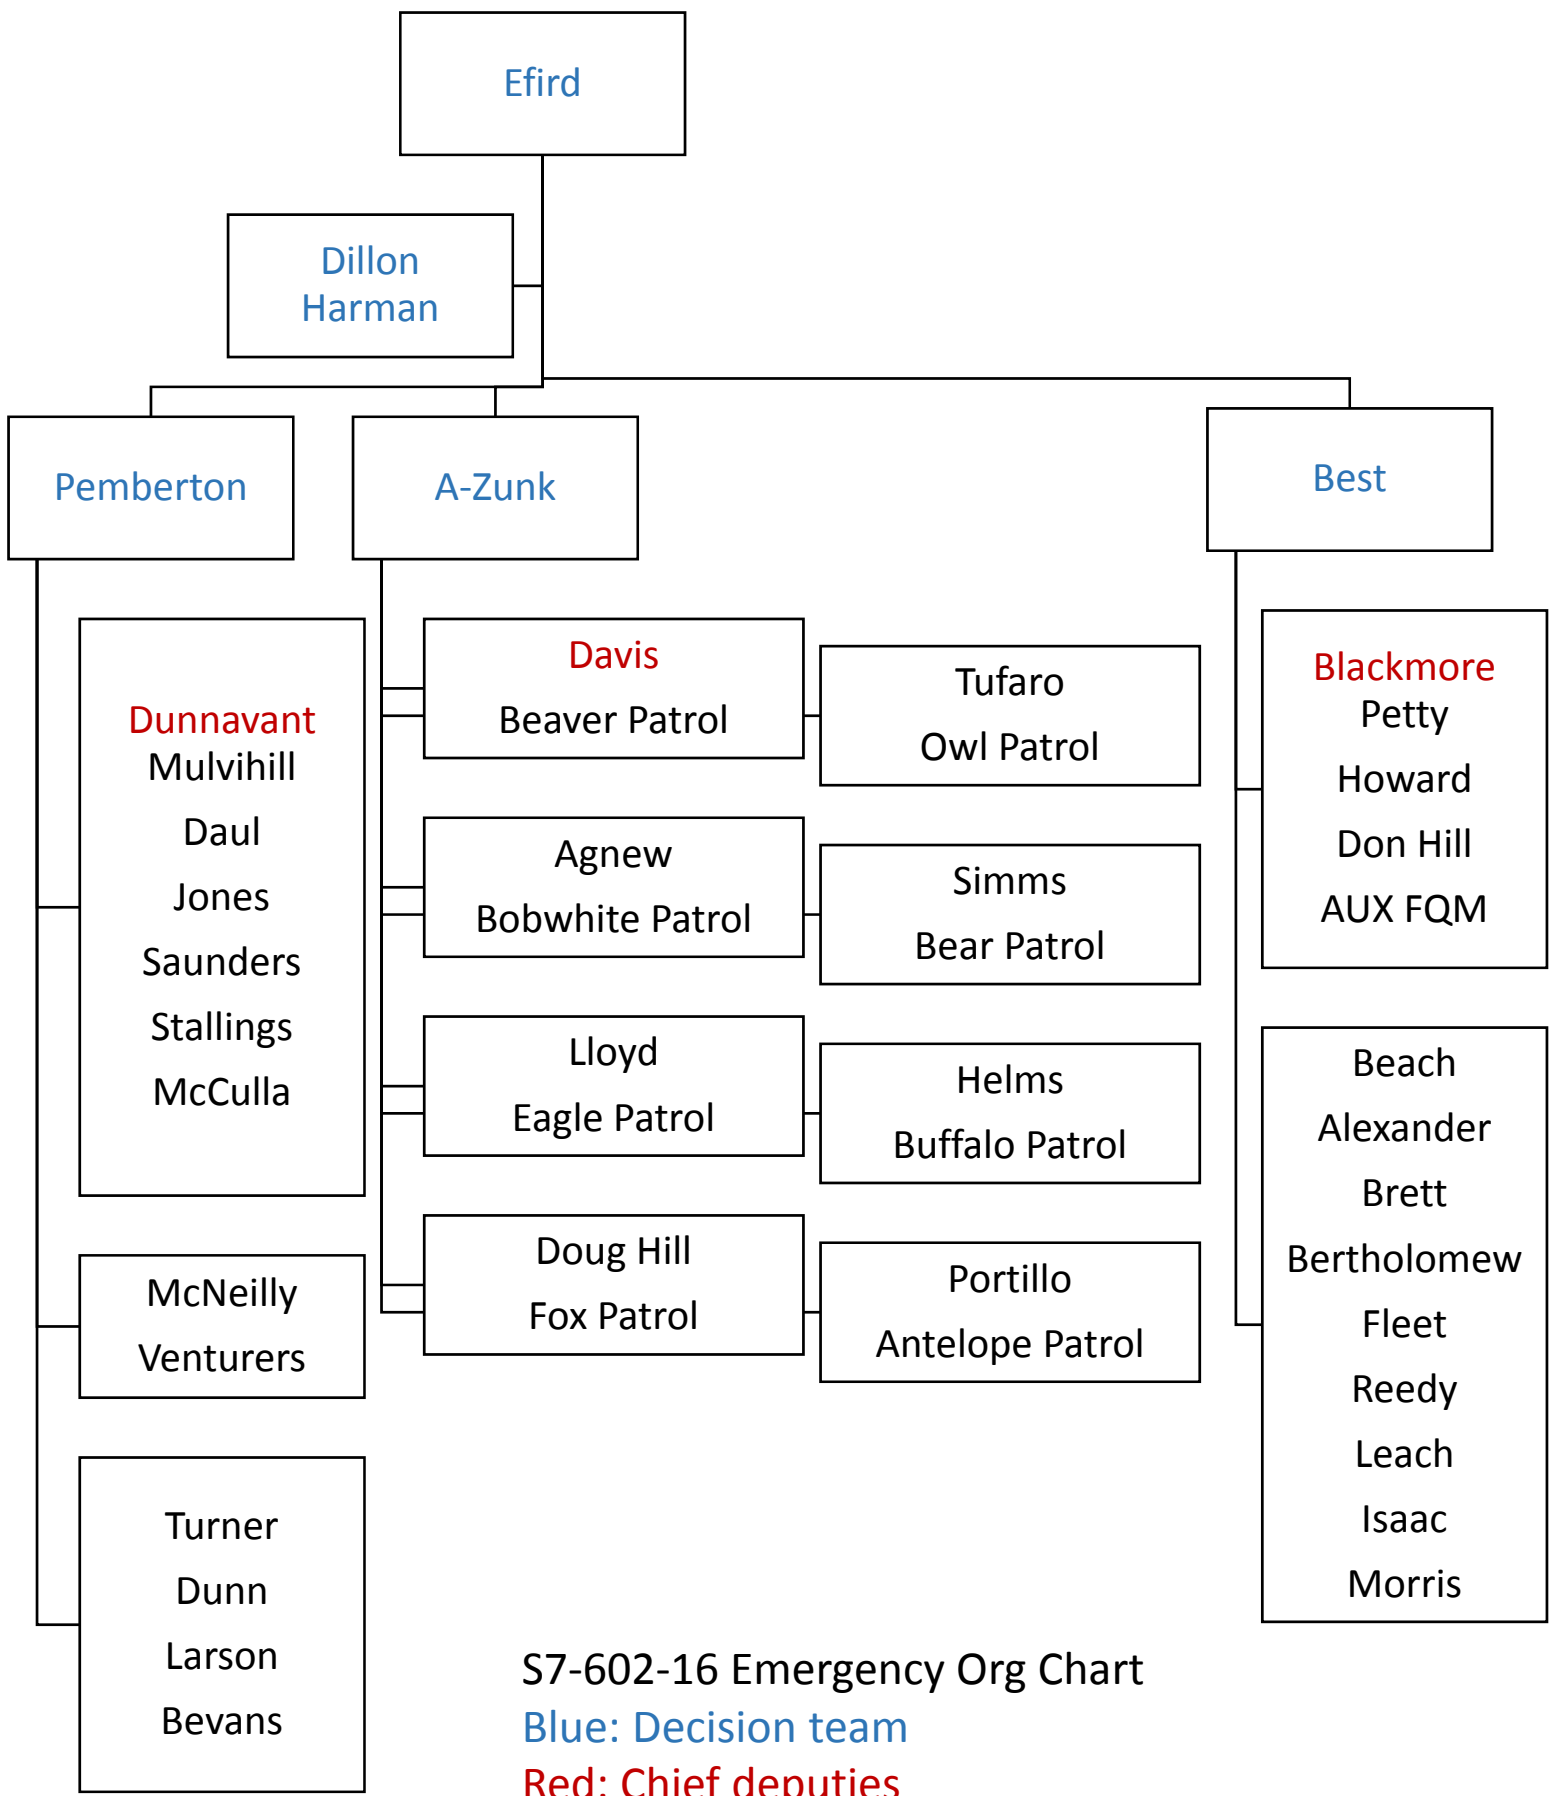 Efird
Dillon
Harman
Pemberton
A-Zunk
Best
Dunnavant
Mulvihill
Daul
Jones
Saunders
Stallings
McCulla
McNeilly
Venturers
Turner
Dunn
Larson
Bevans
Davis
Beaver Patrol
Tufaro
Owl Patrol
Agnew
Bobwhite Patrol
Simms
Bear Patrol
Lloyd
Eagle Patrol
Helms
Buffalo Patrol
Doug Hill
Fox Patrol
Portillo
Antelope Patrol
Blackmore
Petty
Howard
Don Hill
AUX FQM
Beach
Alexander
Brett
Bertholomew
Fleet
Reedy
Leach
Isaac
Morris
S7-602-16 Emergency Org Chart
Blue: Decision team
Red: Chief deputies